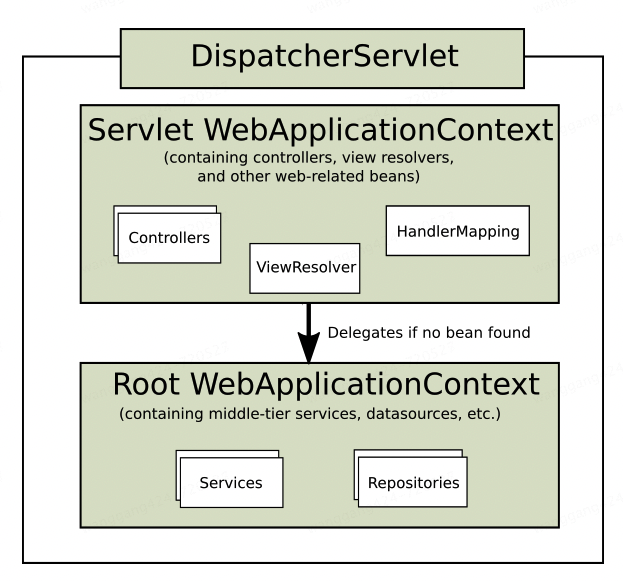 DispatcherServlet
Servlet WebApplicationContext
(containing controllers, view resolvers,
and other web-related beans)
Controllers
HandlerMapping
ViewResolver
Delegates if no bean found
Root WebApplicationContext
(containing middle-tier services, datasources, etc.)
Services
Repositories